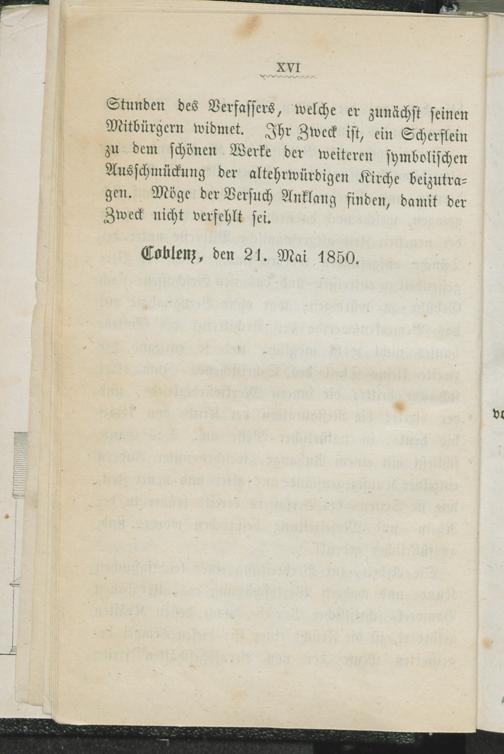 XVI
Stunden des Verfassers, welche er zunächst seinen
Mitbürgern widmet. Ihr Zweck ist, ein Scherflein
zu dem schönen Werke der weiteren symbolischen
Ausschmückung der altehrwürdigen Kirche beizutra-
gen. Möge der Versuch Anklang finden, damit der
Zweck nicht verfehlt sei.
Coblenz, den 21. Mai 1850.